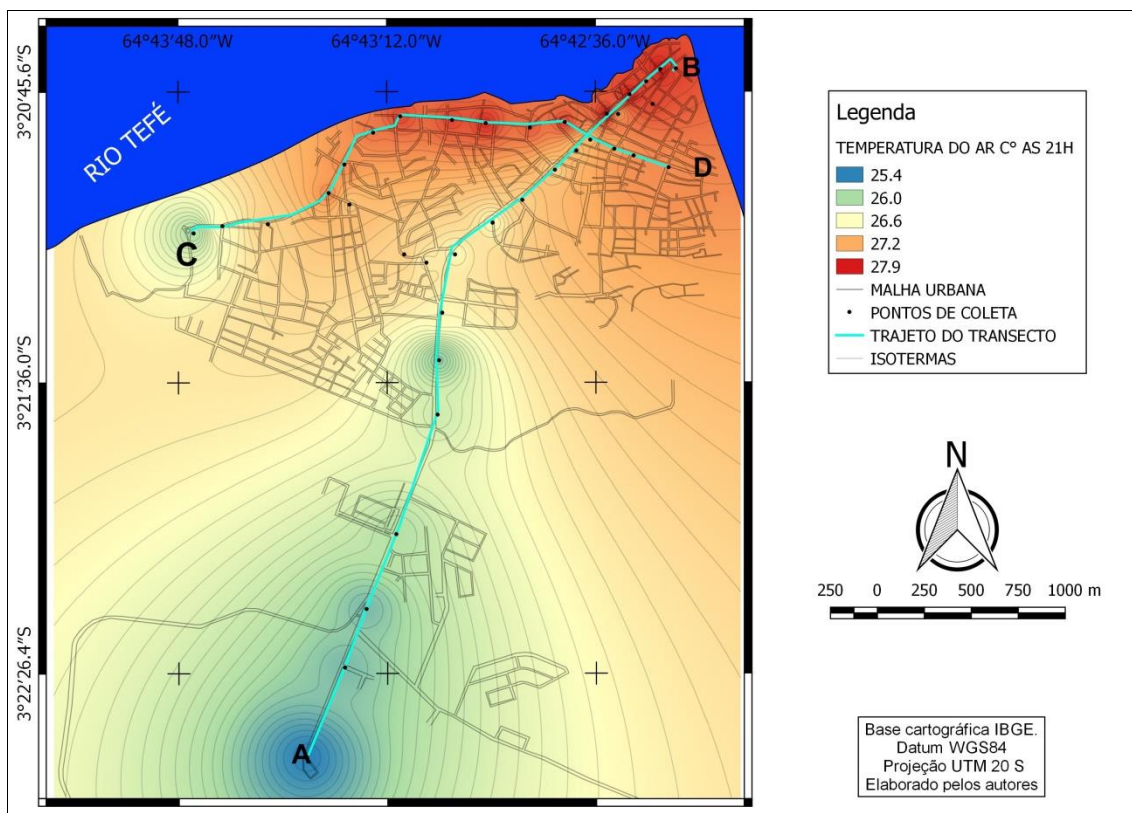 64°43′48.0″W 64°43′12.0″W 64°42′36.0″W
3°20′45.6″S
3°21′36.0″S
3°22′26.4″S
RIO TEFÉ
B
D
C
A
Legenda
TEMPERATURA DO AR C° AS 21H
25.4
26.0
26.6
27.2
27.9
MALHA URBANA
PONTOS DE COLETA
TRAJETO DO TRANSECTO
ISOTERMAS
N
250 0 250 500 750 1000 m
Base cartográfica IBGE.
Datum WGS84
Projeção UTM 20 S
Elaborado pelos autores